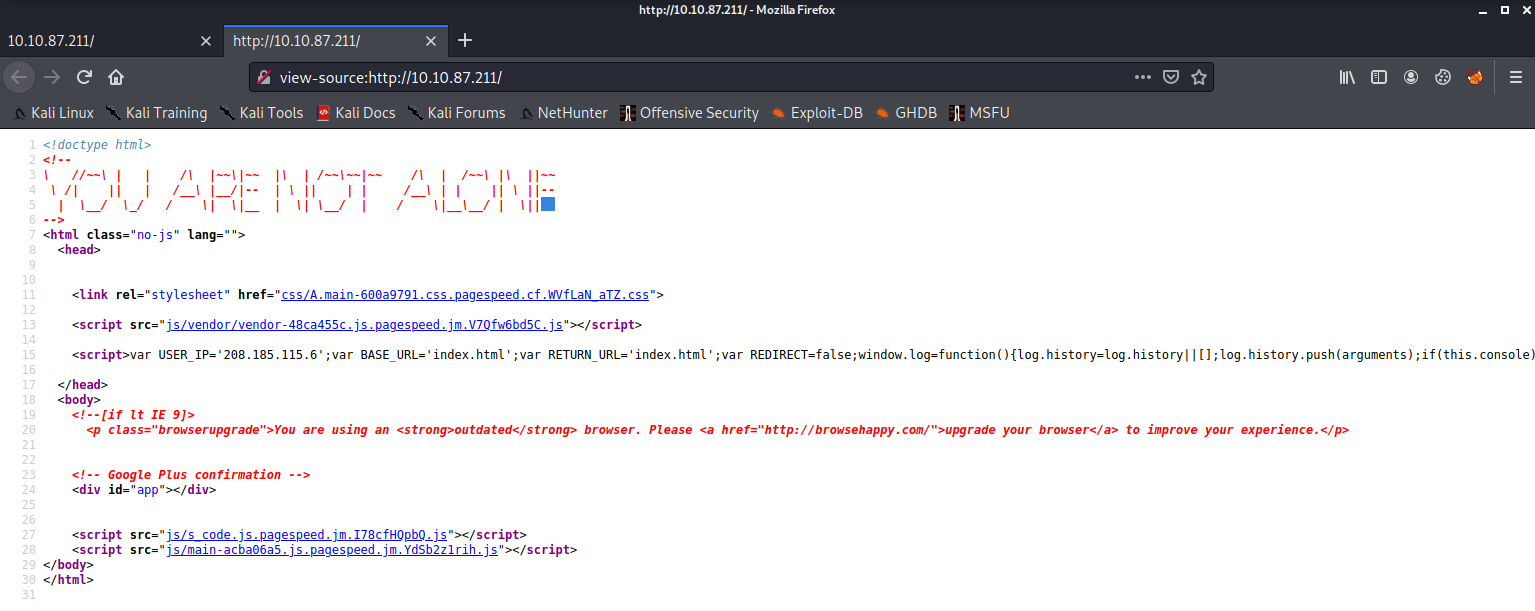 http://10.10.87.211/ - Mozilla Firefox
10.10.87.211/
http://10.10.87.211/
view-source:http://10.10.87.211/
Kali Linux Kali Training Kali Tools Kali Docs Kali Forums NetHunter Offensive Security Exploit-DB GHDB MSFU
1 <!doctype html>
2 <!--
3 \   //~~\ |   |    /\  |~~\|~~  |\  | /~~\~~|~~    /\  |  /~~\ |\  ||~~
4  \ /|    ||   |   /__\ |__/|--  | \ ||    | |     /__\ | |    || \ ||--
5   |  \__/  \_/   /    \|  \|__  |  \| \__/  |    /    \|__\__/ |  \||
6 -->
7 <html class="no-js" lang="">
8   <head>
9
10
11     <link rel="stylesheet" href="css/A.main-600a9791.css.pagespeed.cf.WVfLaN_aTZ.css">
12
13     <script src="js/vendor/vendor-48ca455c.js.pagespeed.jm.V7Qfw6bd5C.js"></script>
14
15     <script>var USER_IP='208.185.115.6';var BASE_URL='index.html';var RETURN_URL='index.html';var REDIRECT=false;window.log=function(){log.history=log.history||[];log.history.push(arguments);if(this.console)
16
17   </head>
18   <body>
19     <!--[if lt IE 9]>
20       <p class="browserupgrade">You are using an <strong>outdated</strong> browser. Please <a href="http://browsehappy.com/">upgrade your browser</a> to improve your experience.</p>
21
22
23     <!-- Google Plus confirmation -->
24     <div id="app"></div>
25
26
27     <script src="js/s_code.js.pagespeed.jm.I78cfHQpbQ.js"></script>
28     <script src="js/main-acba06a5.js.pagespeed.jm.YdSb2z1rih.js"></script>
29 </body>
30 </html>
31